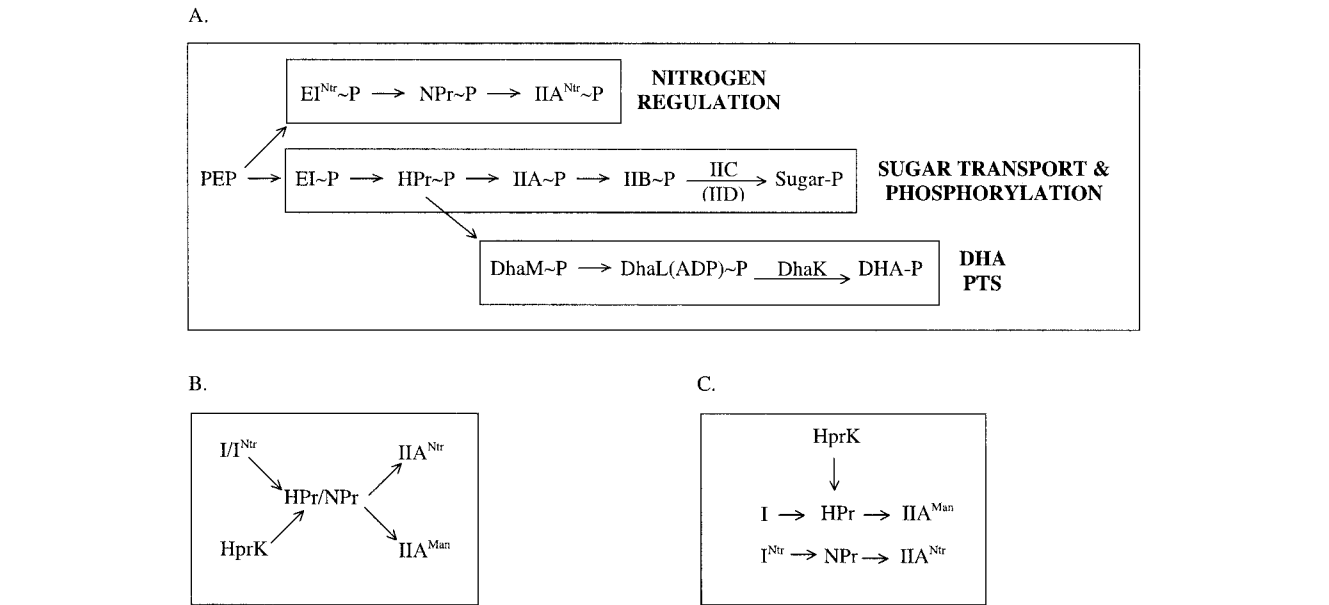 A.
EI^Ntr~P → NPr~P → IIA^Ntr~P
NITROGEN
REGULATION
PEP → EI~P → HPr~P → IIA~P → IIB~P IIC (IID) → Sugar-P
SUGAR TRANSPORT &
PHOSPHORYLATION
DhaM~P → DhaL(ADP)~P DhaK → DHA-P
DHA
PTS
B.
I/I^Ntr
IIA^Ntr
HPr/NPr
HprK
IIA^Man
C.
HprK
I → HPr → IIA^Man
I^Ntr → NPr → IIA^Ntr